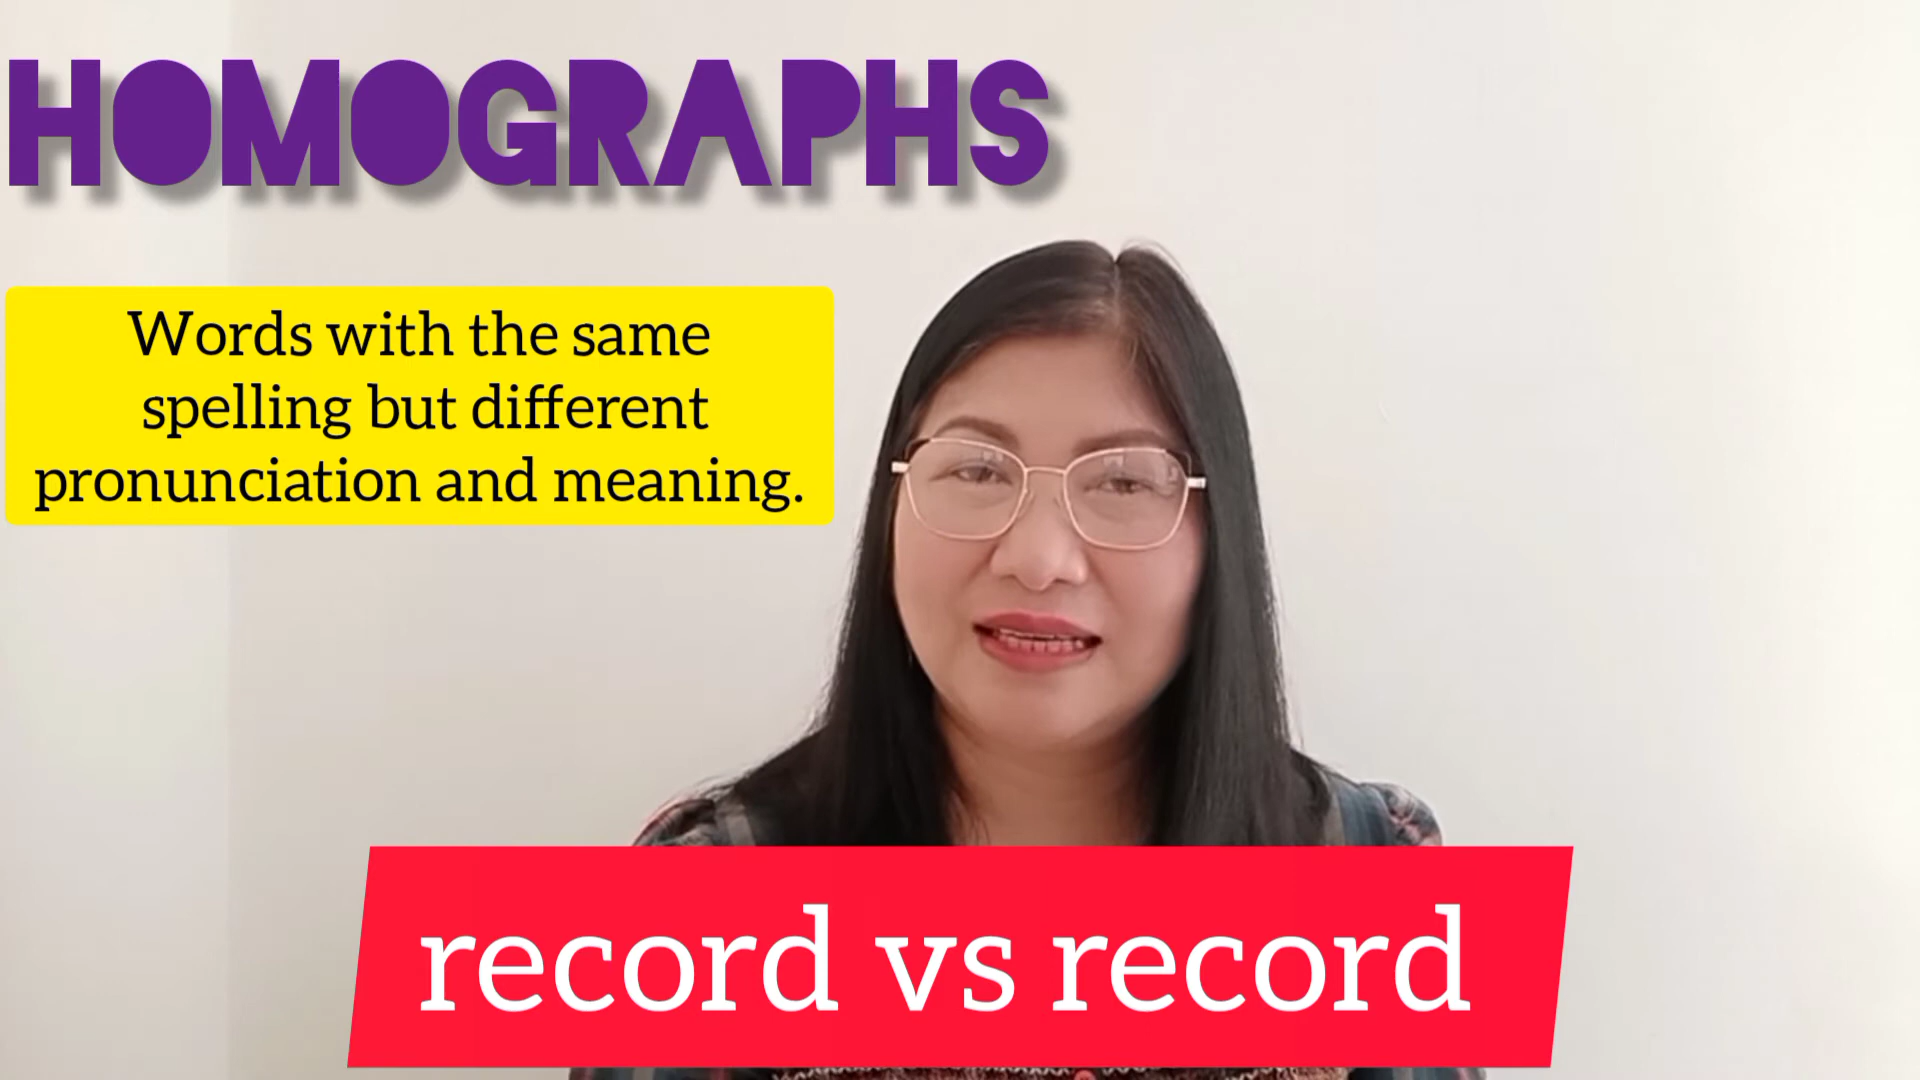 HOMOGRAPHS
Words with the same
spelling but different
pronunciation and meaning.
record vs record